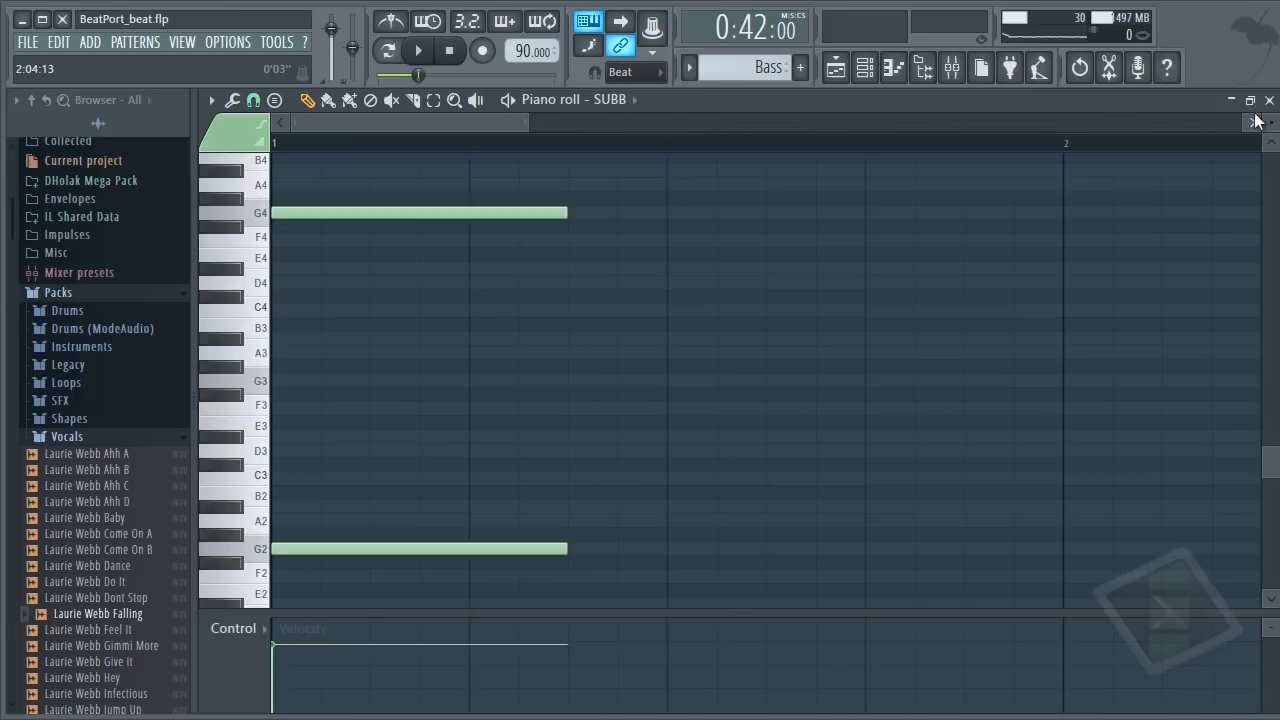 BeatPort_beat.flp
FILE EDIT ADD PATTERNS VIEW OPTIONS TOOLS ?
2:04:13 0'03"
3.2.
90.000
Beat
0:42:00 M:S:CS
Bass
30 497 MB
0
Browser - All
Piano roll - SUBB
Collected
Current project
DHolak Mega Pack
Envelopes
IL Shared Data
Impulses
Misc
Mixer presets
Packs
Drums
Drums (ModeAudio)
Instruments
Legacy
Loops
SFX
Shapes
Vocals
Laurie Webb Ahh A
Laurie Webb Ahh B
Laurie Webb Ahh C
Laurie Webb Ahh D
Laurie Webb Baby
Laurie Webb Come On A
Laurie Webb Come On B
Laurie Webb Dance
Laurie Webb Do It
Laurie Webb Dont Stop
Laurie Webb Falling
Laurie Webb Feel It
Laurie Webb Gimmi More
Laurie Webb Give It
Laurie Webb Hey
Laurie Webb Infectious
Laurie Webb Jump Up
1 2
B4
A4
G4
F4
E4
D4
C4
B3
A3
G3
F3
E3
D3
C3
B2
A2
G2
F2
E2
Control Velocity